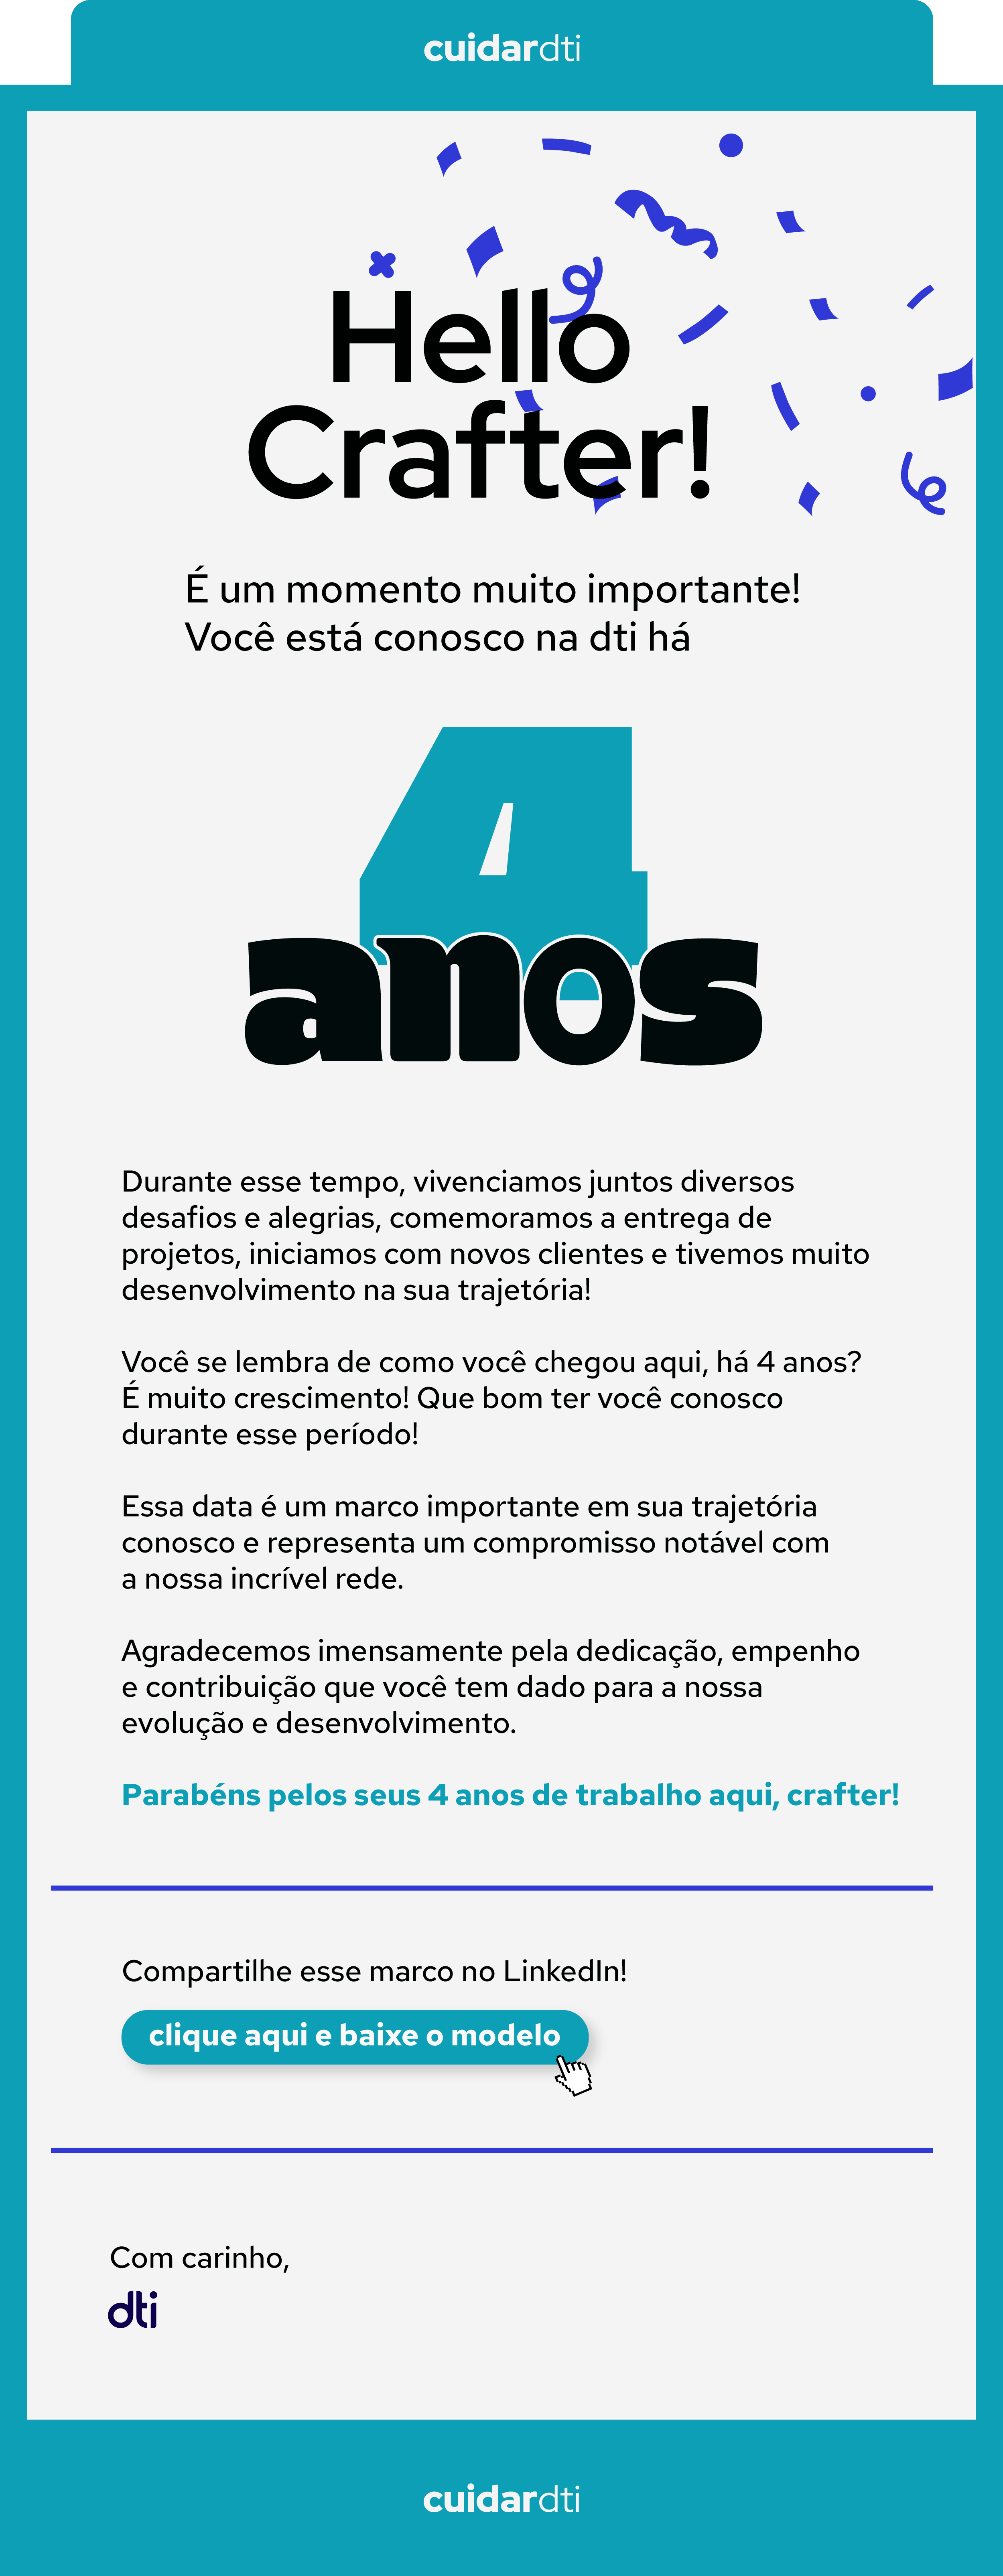 cuidardti
Hello
Crafter!
É um momento muito importante!
Você está conosco na dti há
4
anos
Durante esse tempo, vivenciamos juntos diversos
desafios e alegrias, comemoramos a entrega de
projetos, iniciamos com novos clientes e tivemos muito
desenvolvimento na sua trajetória!
Você se lembra de como você chegou aqui, há 4 anos?
É muito crescimento! Que bom ter você conosco
durante esse período!
Essa data é um marco importante em sua trajetória
conosco e representa um compromisso notável com
a nossa incrível rede.
Agradecemos imensamente pela dedicação, empenho
e contribuição que você tem dado para a nossa
evolução e desenvolvimento.
Parabéns pelos seus 4 anos de trabalho aqui, crafter!
Compartilhe esse marco no LinkedIn!
clique aqui e baixe o modelo
Com carinho,
dti
cuidardti